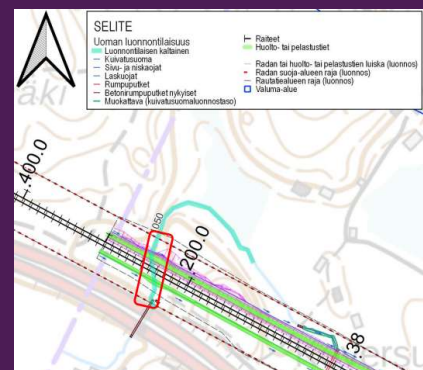 SELITE
Uoman luonnontilaisuus
Luonnontilaisen kaltainen
Kuivatusuoma
Sivu- ja niskaojat
Laskuojat
Rumpuputket
Betonirumpuputket nykyiset
Muokattava (kuivatusuomaluonnostaso)
Raiteet
Huolto- tai pelastustiet
Radan tai huolto- tai pelastustien luiska (luonnos)
Radan suoja-alueen raja (luonnos)
Rautatiealueen raja (luonnos)
Valuma-alue
äki
.400.0
050
.200.0
.38
ersu